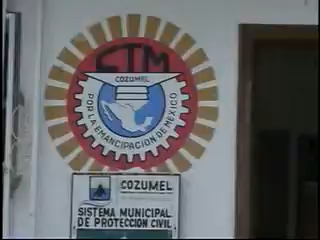 CTM
COZUMEL
POR LA EMANCIPACION DE MEXICO
COZUMEL
SISTEMA MUNICIPAL
DE PROTECCION CIVIL